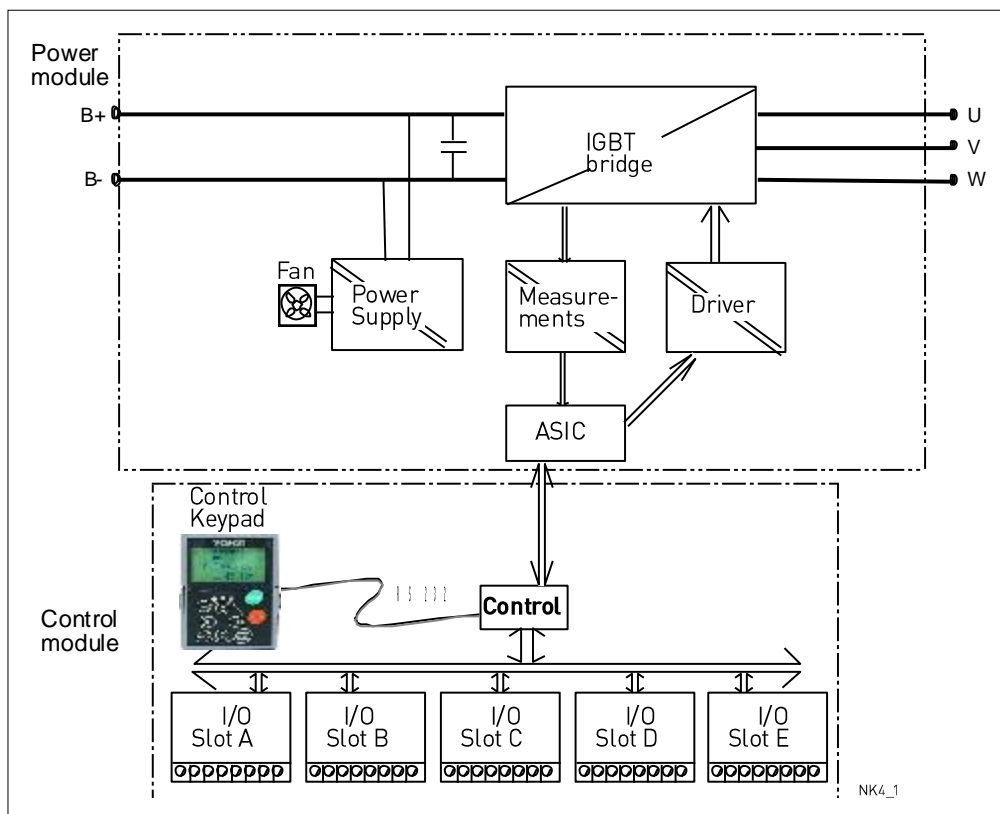 Power
module
B+
B-
IGBT
bridge
U
V
W
Fan
Power
Supply
Measure-
ments
Driver
ASIC
Control
Keypad
Control
module
Control
I/O
Slot A
I/O
Slot B
I/O
Slot C
I/O
Slot D
I/O
Slot E
NK4_1